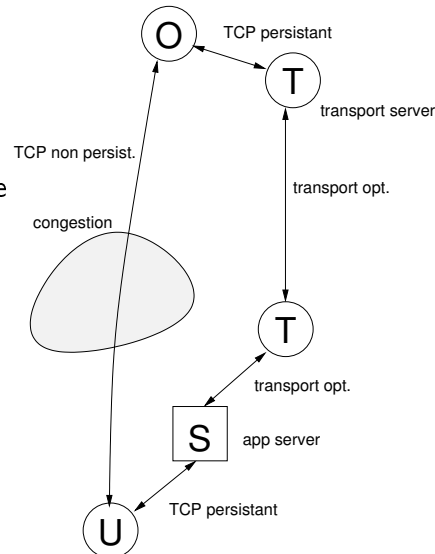 TCP persistant
O
T
transport server
TCP non persist.
e
transport opt.
congestion
T
transport opt.
S
app server
TCP persistant
U